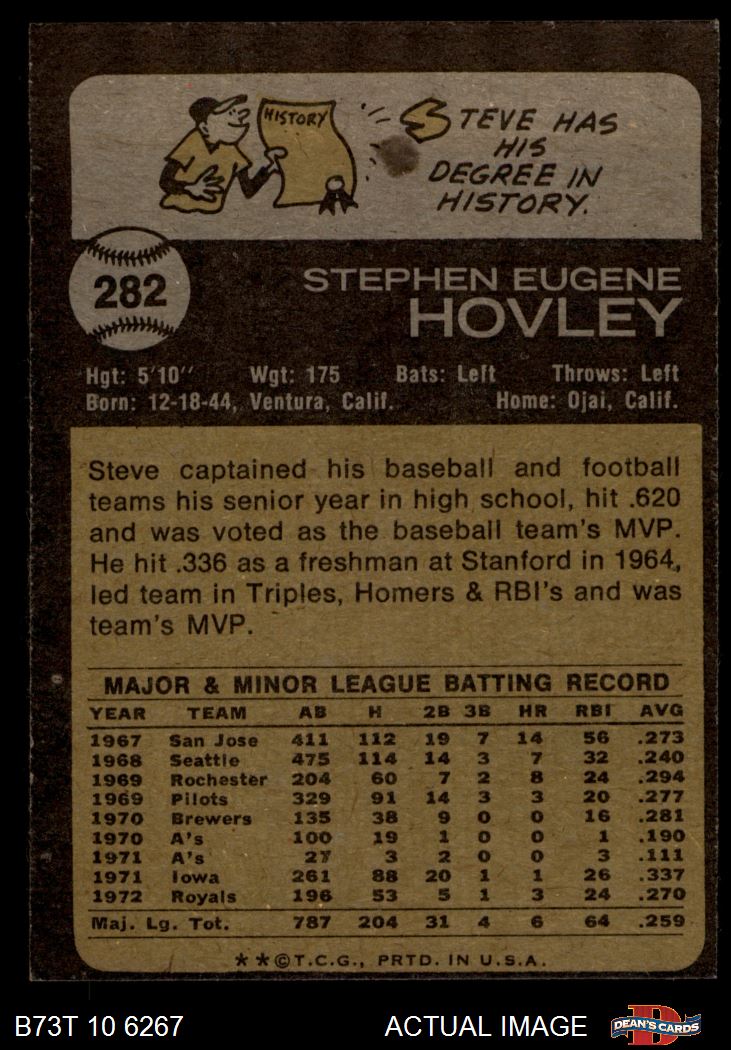 HISTORY
STEVE HAS
HIS
DEGREE IN
HISTORY.
282
STEPHEN EUGENE
HOVLEY
Hgt: 5'10" Wgt: 175 Bats: Left Throws: Left
Born: 12-18-44, Ventura, Calif. Home: Ojai, Calif.
Steve captained his baseball and football
teams his senior year in high school, hit .620
and was voted as the baseball team's MVP.
He hit .336 as a freshman at Stanford in 1964,
led team in Triples, Homers & RBI's and was
team's MVP.
MAJOR & MINOR LEAGUE BATTING RECORD
YEAR TEAM AB H 2B 3B HR RBI AVG
1967 San Jose 411 112 19 7 14 56 .273
1968 Seattle 475 114 14 3 7 32 .240
1969 Rochester 204 60 7 2 8 24 .294
1969 Pilots 329 91 14 3 3 20 .277
1970 Brewers 135 38 9 0 0 16 .281
1970 A's 100 19 1 0 0 1 .190
1971 A's 27 3 2 0 0 3 .111
1971 Iowa 261 88 20 1 1 26 .337
1972 Royals 196 53 5 1 3 24 .270
Maj. Lg. Tot. 787 204 31 4 6 64 .259
**©T.C.G., PRTD. IN U.S.A.
B73T 10 6267 ACTUAL IMAGE D DEAN'S CARDS